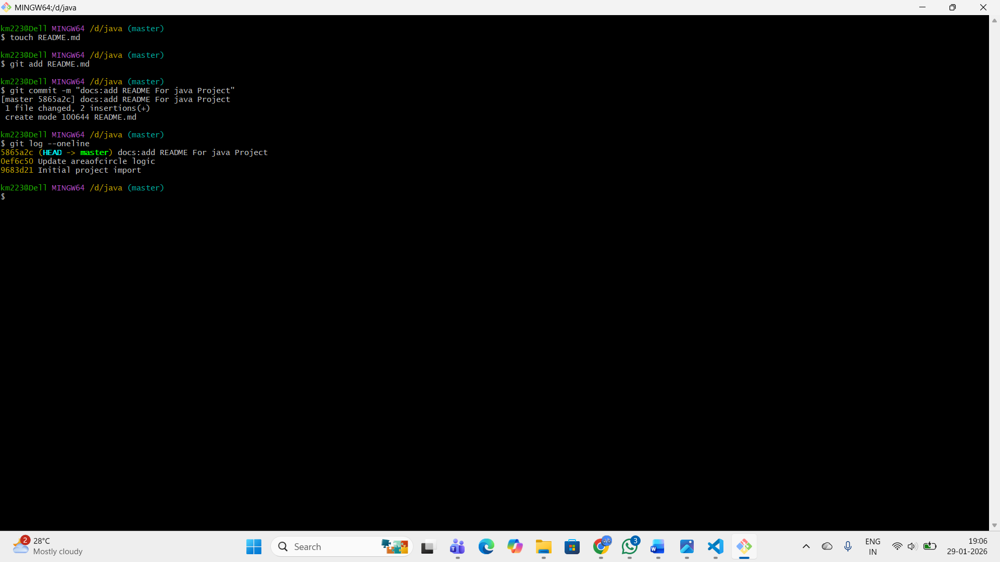 MINGW64:/d/java
km223@Dell MINGW64 /d/java (master)
$ touch README.md
km223@Dell MINGW64 /d/java (master)
$ git add README.md
km223@Dell MINGW64 /d/java (master)
$ git commit -m "docs:add README For java Project"
[master 5865a2c] docs:add README For java Project
 1 file changed, 2 insertions(+)
 create mode 100644 README.md
km223@Dell MINGW64 /d/java (master)
$ git log --oneline
5865a2c (HEAD -> master) docs:add README For java Project
0ef6c50 Update areaofcircle logic
9683d21 Initial project import
km223@Dell MINGW64 /d/java (master)
$
2
28°C
Mostly cloudy
Search
T
3
W
ENG
IN
19:06
29-01-2026